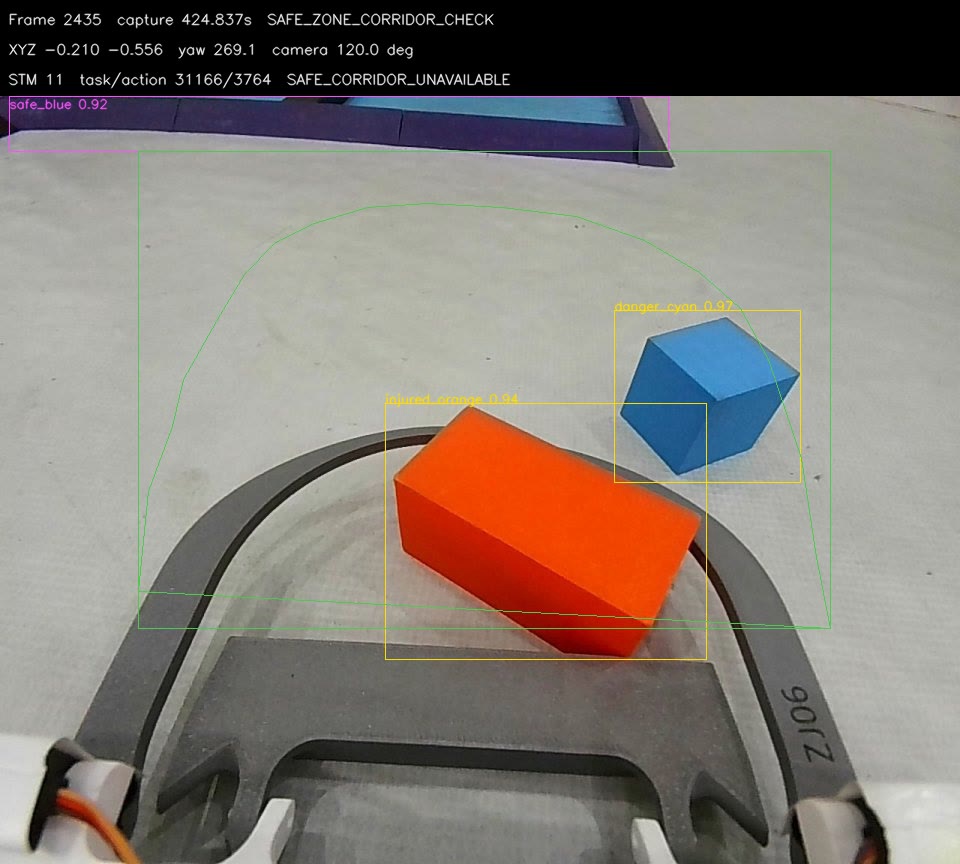 Frame 2435 capture 424.837s SAFE_ZONE_CORRIDOR_CHECK
XYZ −0.210 −0.556 yaw 269.1 camera 120.0 deg
STM 11 task/action 31166/3764 SAFE_CORRIDOR_UNAVAILABLE
safe_blue 0.92
danger_cyan 0.97
injured_orange 0.94
ZJ06